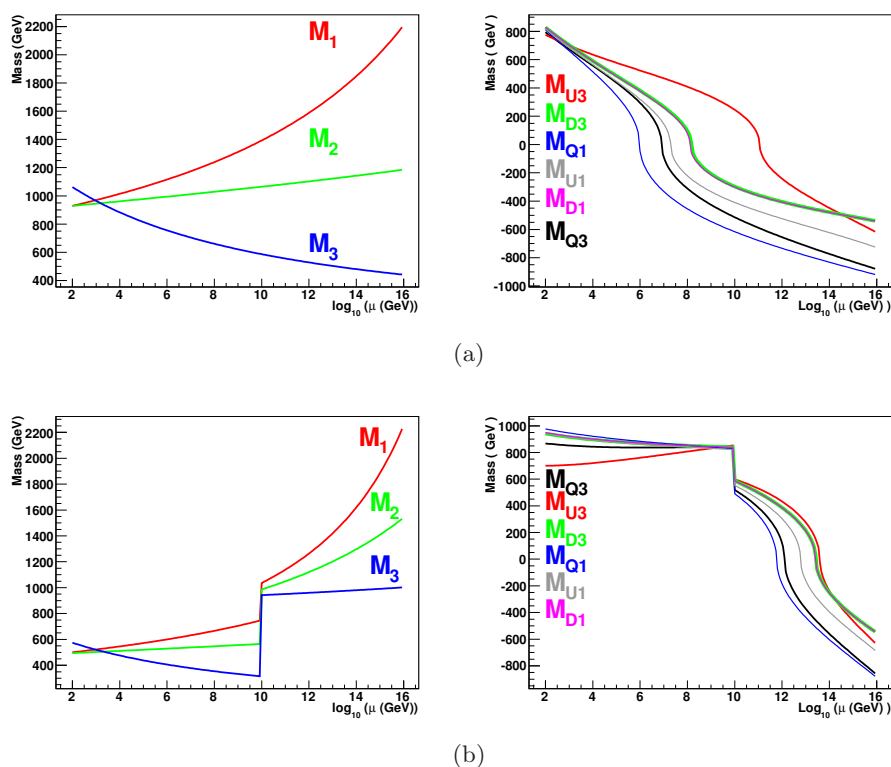 Mass (GeV)
2200
2000
1800
1600
1400
1200
1000
800
600
400
M1
M2
M3
2 4 6 8 10 12 14 16
log10 (μ (GeV))
Mass ( GeV )
800
600
400
200
0
-200
-400
-600
-800
-1000
MU3
MD3
MQ1
MU1
MD1
MQ3
2 4 6 8 10 12 14 16
Log10 (μ (GeV) )
(a)
Mass (GeV)
2200
2000
1800
1600
1400
1200
1000
800
600
400
M1
M2
M3
2 4 6 8 10 12 14 16
log10 (μ (GeV))
Mass ( GeV )
1000
800
600
400
200
0
-200
-400
-600
-800
MQ3
MU3
MD3
MQ1
MU1
MD1
2 4 6 8 10 12 14 16
Log10 (μ (GeV) )
(b)